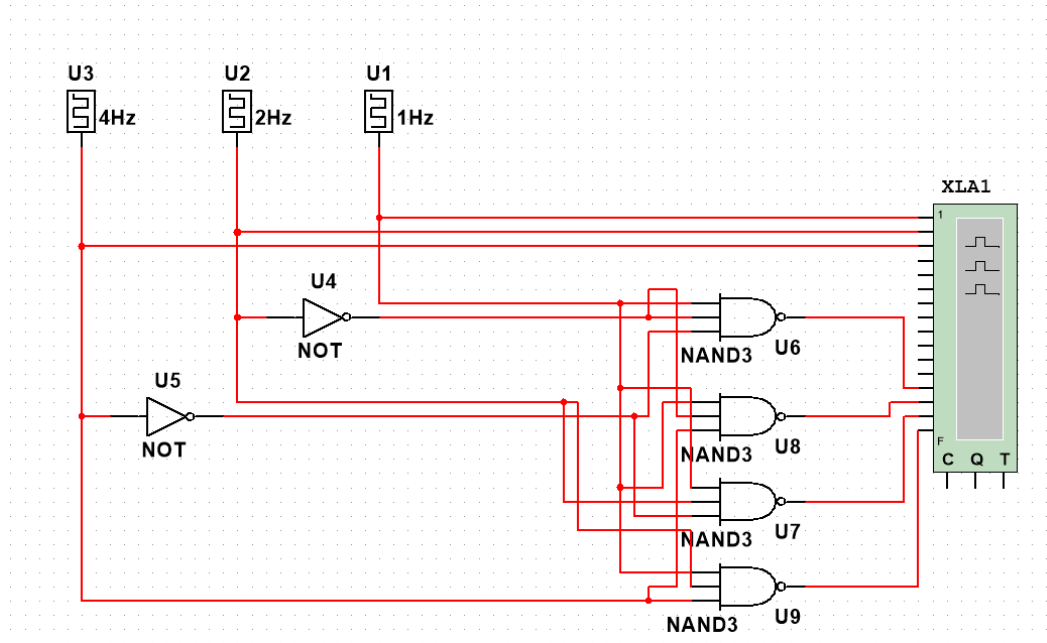 U3
U2
U1
4Hz
2Hz
1Hz
XLA1
1
U4
NOT
NAND3
U6
U5
NOT
F
U8
NAND3
C Q T
U7
NAND3
U9
NAND3